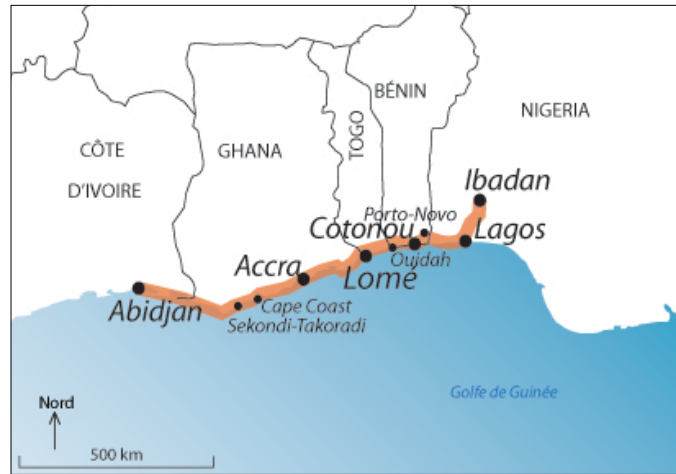 BÉNIN
NIGERIA
TOGO
CÔTE
D'IVOIRE
GHANA
Ibadan
Porto-Novo
Cotonou
Lagos
Ouidah
Accra
Lomé
Abidjan
Cape Coast
Sekondi-Takoradi
Golfe de Guinée
Nord
500 km